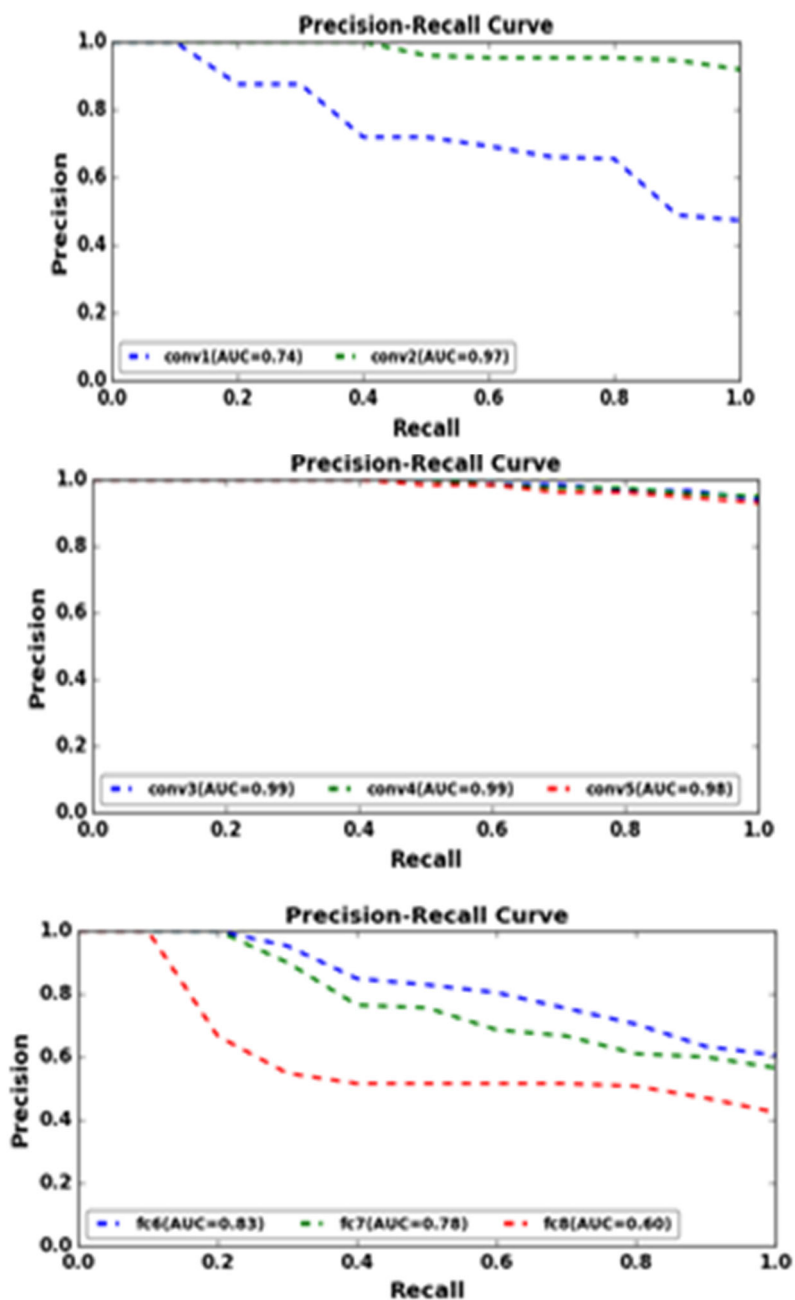 Precision-Recall Curve
1.0
0.8
0.6
0.4
0.2
0.0
Precision
conv1(AUC=0.74) conv2(AUC=0.97)
0.0 0.2 0.4 0.6 0.8 1.0
Recall
Precision-Recall Curve
1.0
0.8
0.6
0.4
0.2
0.0
Precision
conv3(AUC=0.99) conv4(AUC=0.99) conv5(AUC=0.98)
0.0 0.2 0.4 0.6 0.8 1.0
Recall
Precision-Recall Curve
1.0
0.8
0.6
0.4
0.2
0.0
Precision
fc6(AUC=0.83) fc7(AUC=0.78) fc8(AUC=0.60)
0.0 0.2 0.4 0.6 0.8 1.0
Recall